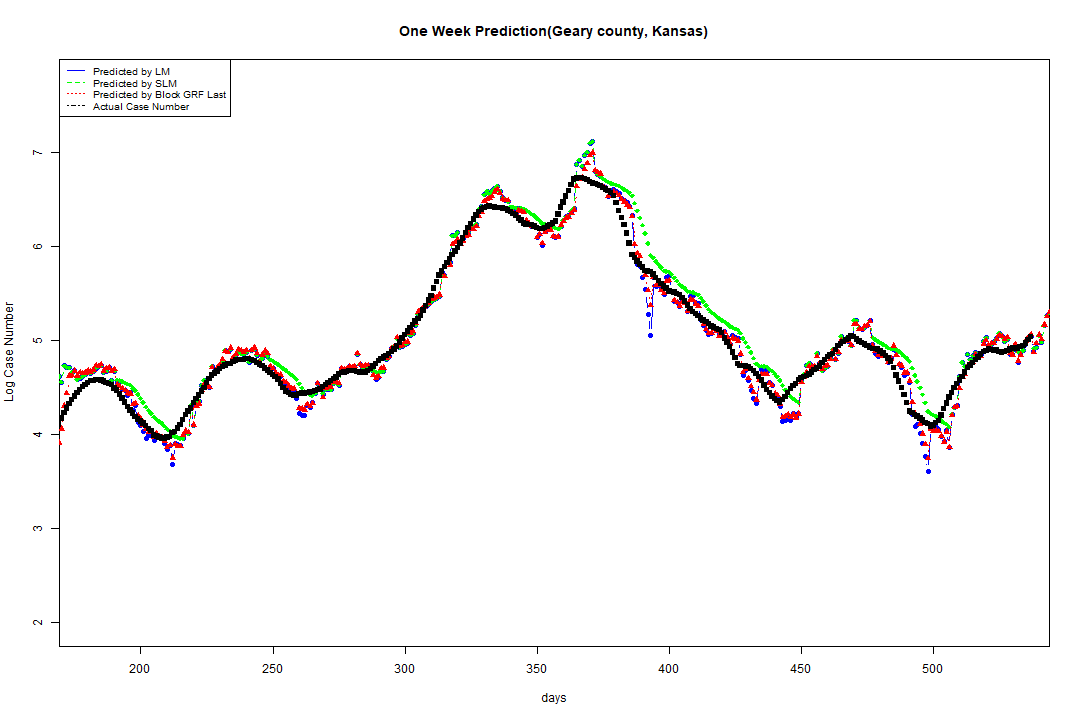 One Week Prediction(Geary county, Kansas)
Predicted by LM
Predicted by SLM
Predicted by Block GRF Last
Actual Case Number
Log Case Number
7
6
5
4
3
2
200 250 300 350 400 450 500
days